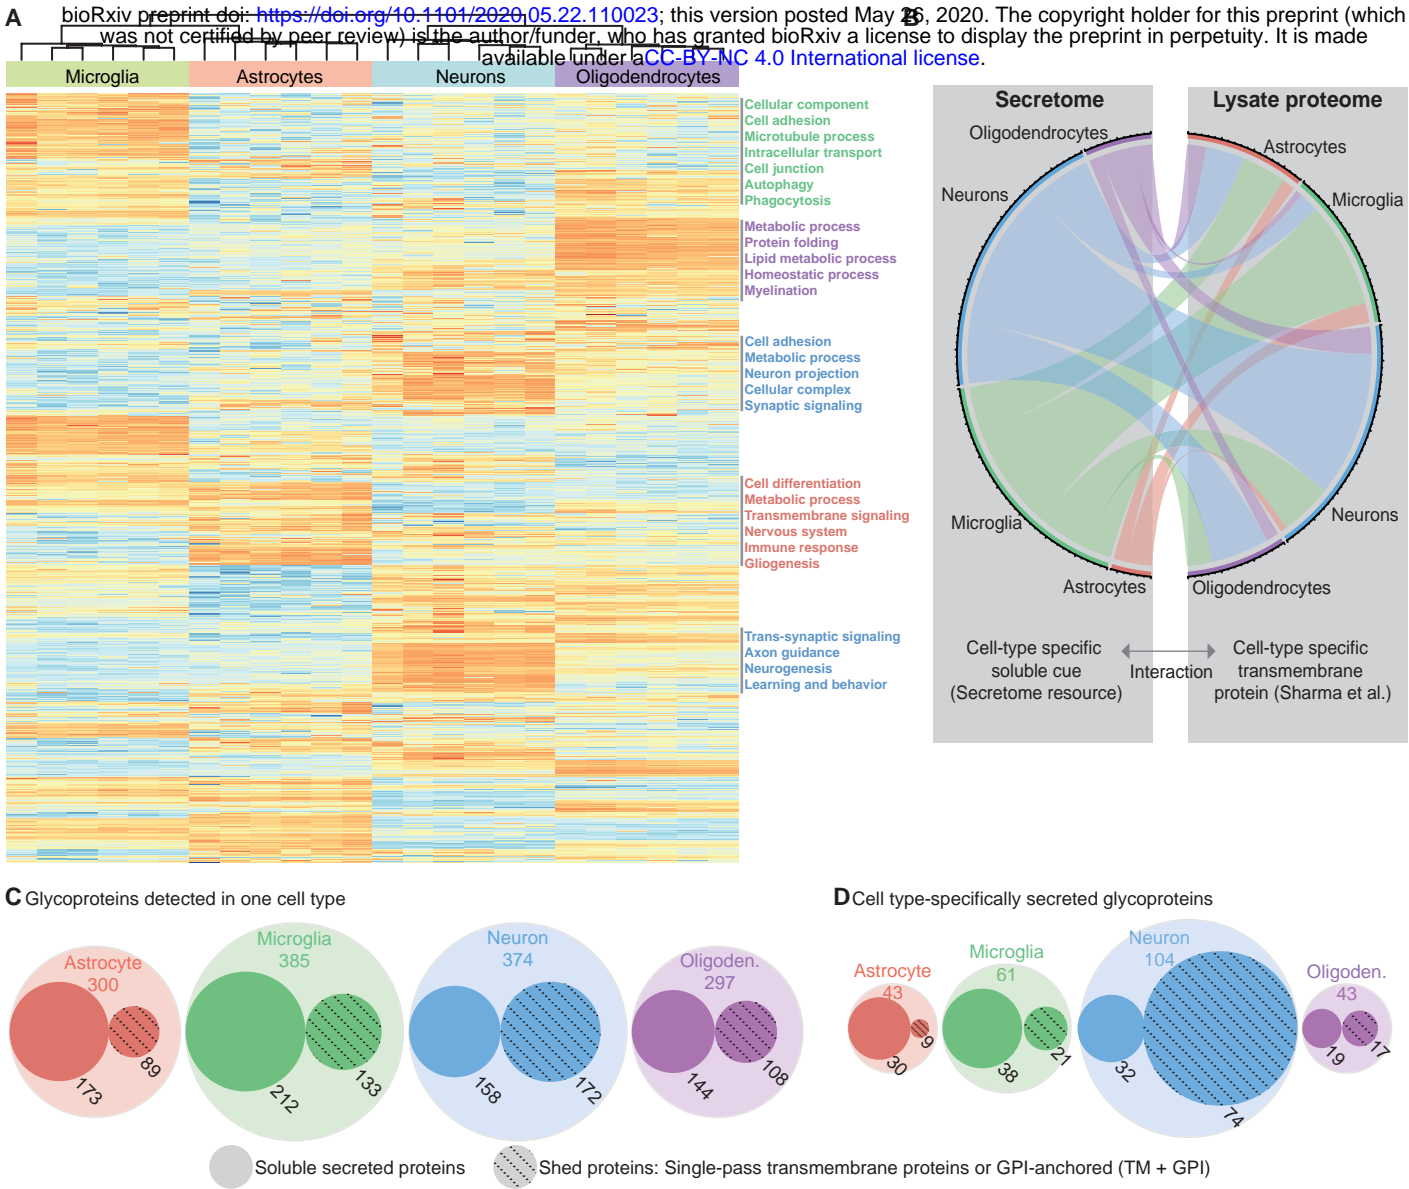 A
B
bioRxiv preprint doi: https://doi.org/10.1101/2020.05.22.110023; this version posted May 26, 2020. The copyright holder for this preprint (which
was not certified by peer review) is the author/funder, who has granted bioRxiv a license to display the preprint in perpetuity. It is made
available under aCC-BY-NC 4.0 International license.
Microglia
Astrocytes
Neurons
Oligodendrocytes
Cellular component
Cell adhesion
Microtubule process
Intracellular transport
Cell junction
Autophagy
Phagocytosis
Metabolic process
Protein folding
Lipid metabolic process
Homeostatic process
Myelination
Cell adhesion
Metabolic process
Neuron projection
Cellular complex
Synaptic signaling
Cell differentiation
Metabolic process
Transmembrane signaling
Nervous system
Immune response
Gliogenesis
Trans-synaptic signaling
Axon guidance
Neurogenesis
Learning and behavior
Secretome
Lysate proteome
Oligodendrocytes
Astrocytes
Neurons
Microglia
Microglia
Neurons
Astrocytes
Oligodendrocytes
Cell-type specific
soluble cue
(Secretome resource)
Interaction
Cell-type specific
transmembrane
protein (Sharma et al.)
C Glycoproteins detected in one cell type
Astrocyte
300
173
89
Microglia
385
212
133
Neuron
374
158
172
Oligoden.
297
144
108
D Cell type-specifically secreted glycoproteins
Astrocyte
43
30
9
Microglia
61
38
21
Neuron
104
32
74
Oligoden.
43
19
17
Soluble secreted proteins
Shed proteins: Single-pass transmembrane proteins or GPI-anchored (TM + GPI)